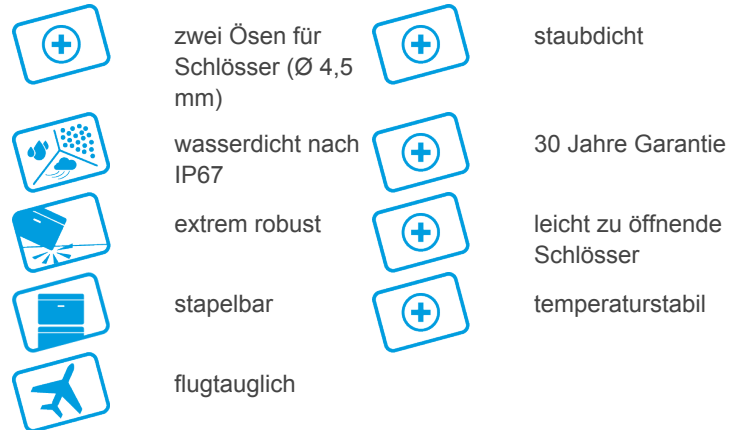 zwei Ösen für
Schlösser (Ø 4,5
mm)
staubdicht
wasserdicht nach
IP67
30 Jahre Garantie
extrem robust
leicht zu öffnende
Schlösser
stapelbar
temperaturstabil
flugtauglich